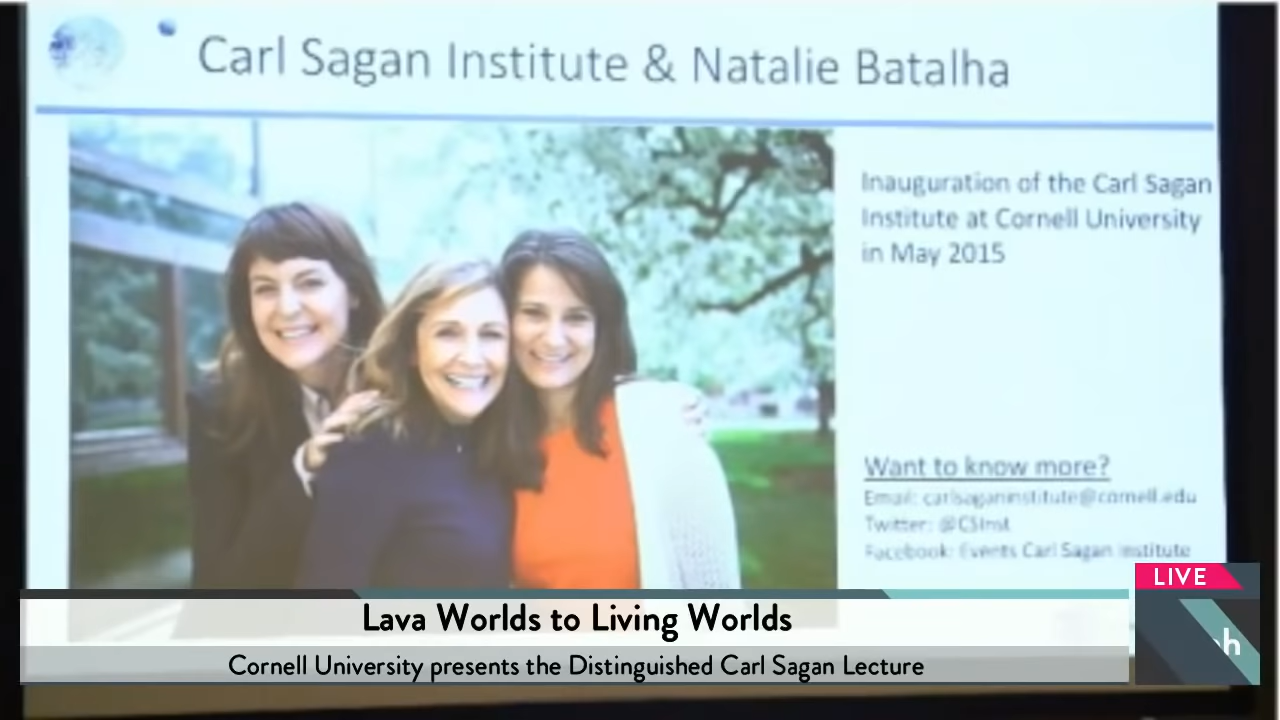 Carl Sagan Institute & Natalie Batalha
Inauguration of the Carl Sagan
Institute at Cornell University
in May 2015
Want to know more?
Email: carlsaganinstitute@cornell.edu
Twitter: @CSInst
Facebook: Events Carl Sagan Institute
LIVE
h
Lava Worlds to Living Worlds
Cornell University presents the Distinguished Carl Sagan Lecture